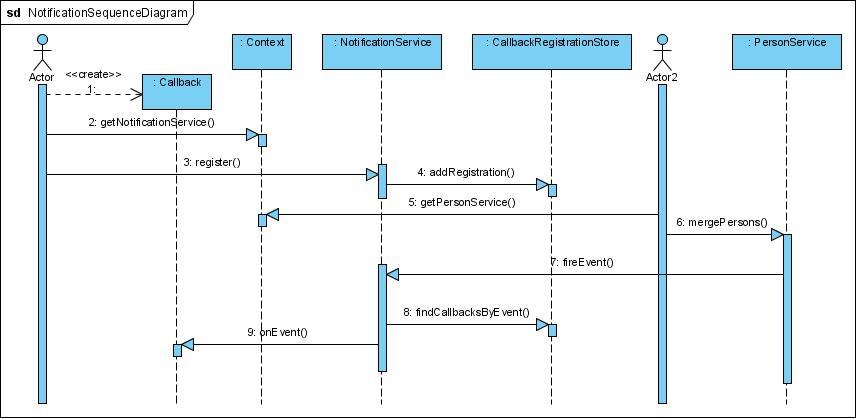 sd NotificationSequenceDiagram
: Context
: NotificationService
: CallbackRegistrationStore
: PersonService
Actor
Actor2
<<create>>
1:
: Callback
2: getNotificationService()
3: register()
4: addRegistration()
5: getPersonService()
6: mergePersons()
7: fireEvent()
8: findCallbacksByEvent()
9: onEvent()